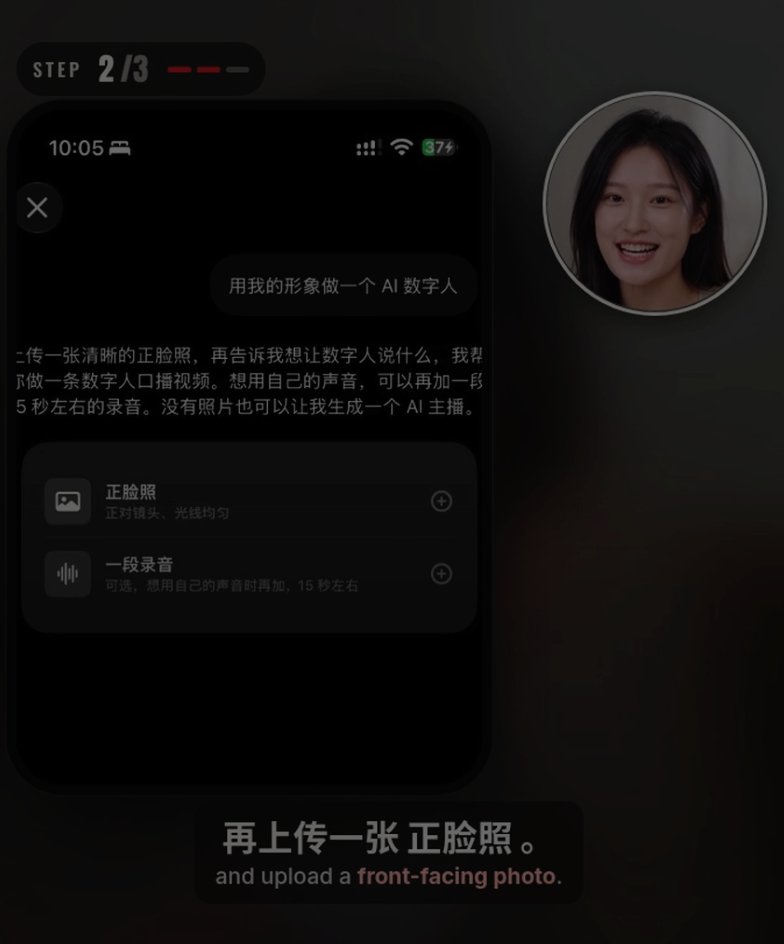 STEP 2/3
10:05
37
用我的形象做一个 AI 数字人
上传一张清晰的正脸照，再告诉我想让数字人说什么，我帮
你做一条数字人口播视频。想用自己的声音，可以再加一段
5 秒左右的录音。没有照片也可以让我生成一个 AI 主播。
正脸照
正对镜头、光线均匀
一段录音
可选，想用自己的声音时再加，15 秒左右
再上传一张 正脸照 。
and upload a front-facing photo.